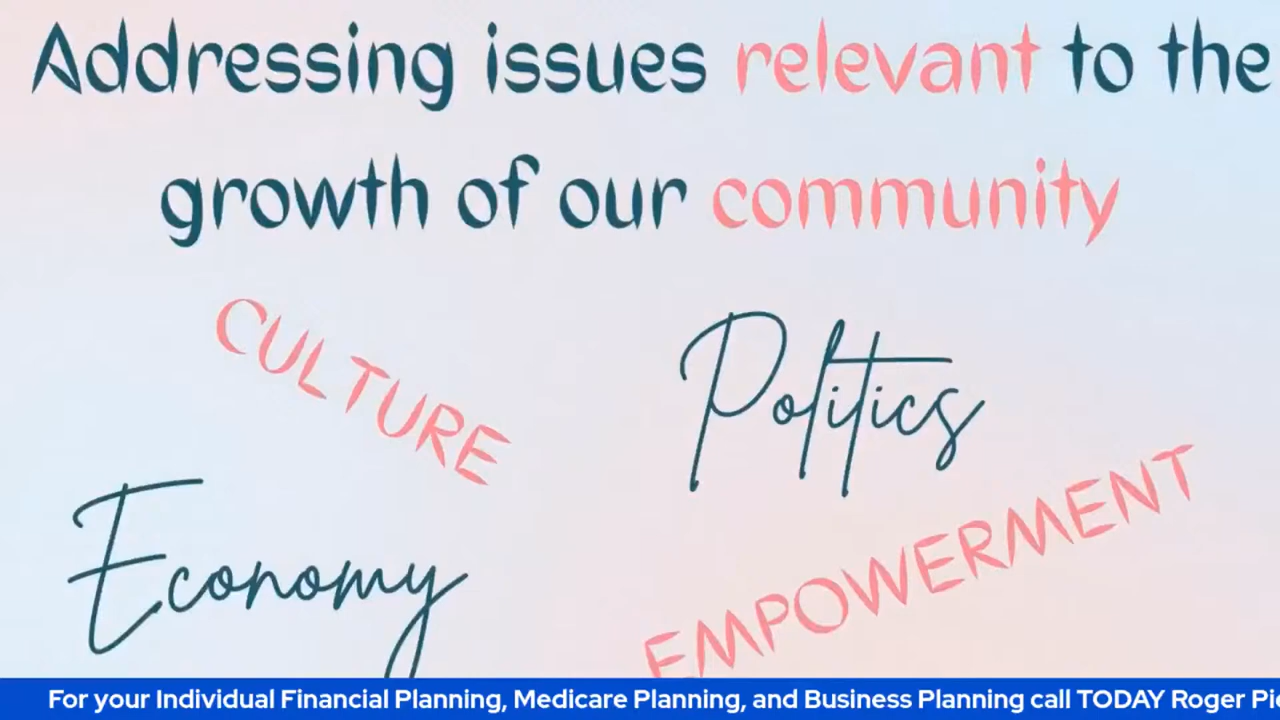 Addressing issues relevant to the
growth of our community
CULTURE
Politics
Economy
EMPOWERMENT
For your Individual Financial Planning, Medicare Planning, and Business Planning call TODAY Roger